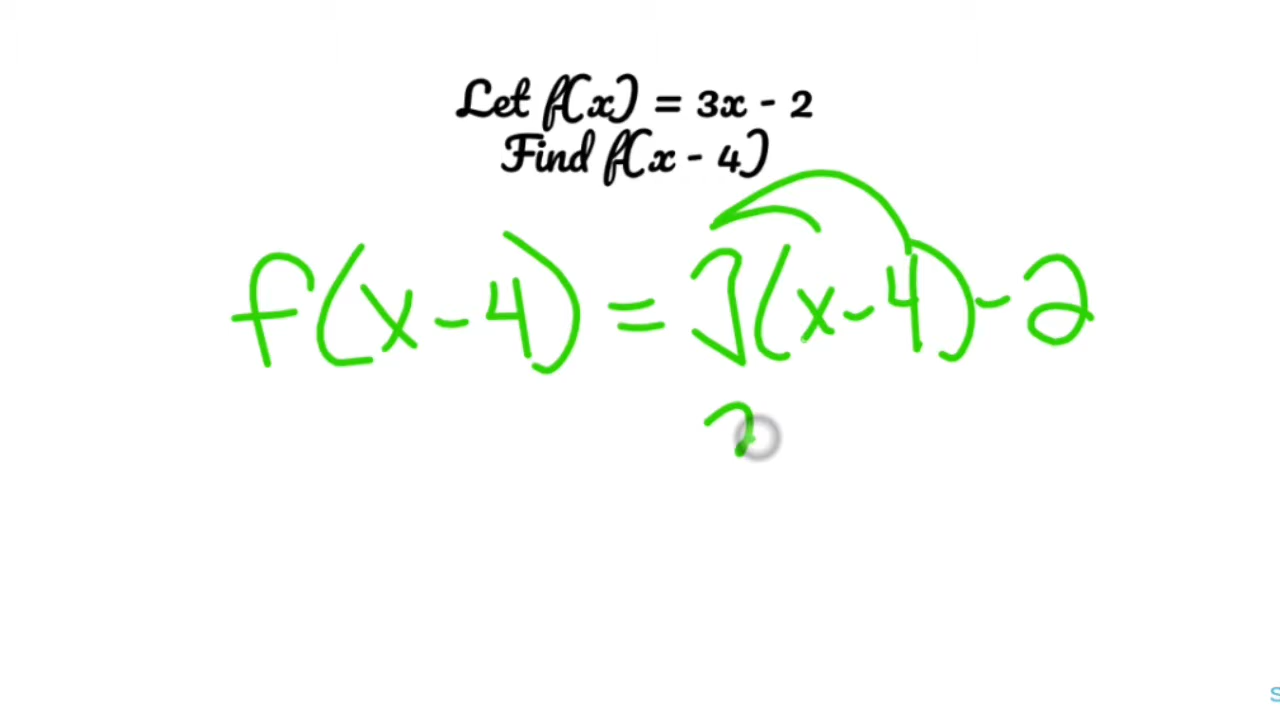 Let f(x) = 3x - 2
Find f(x - 4)
f(x-4) = 3(x-4)-2